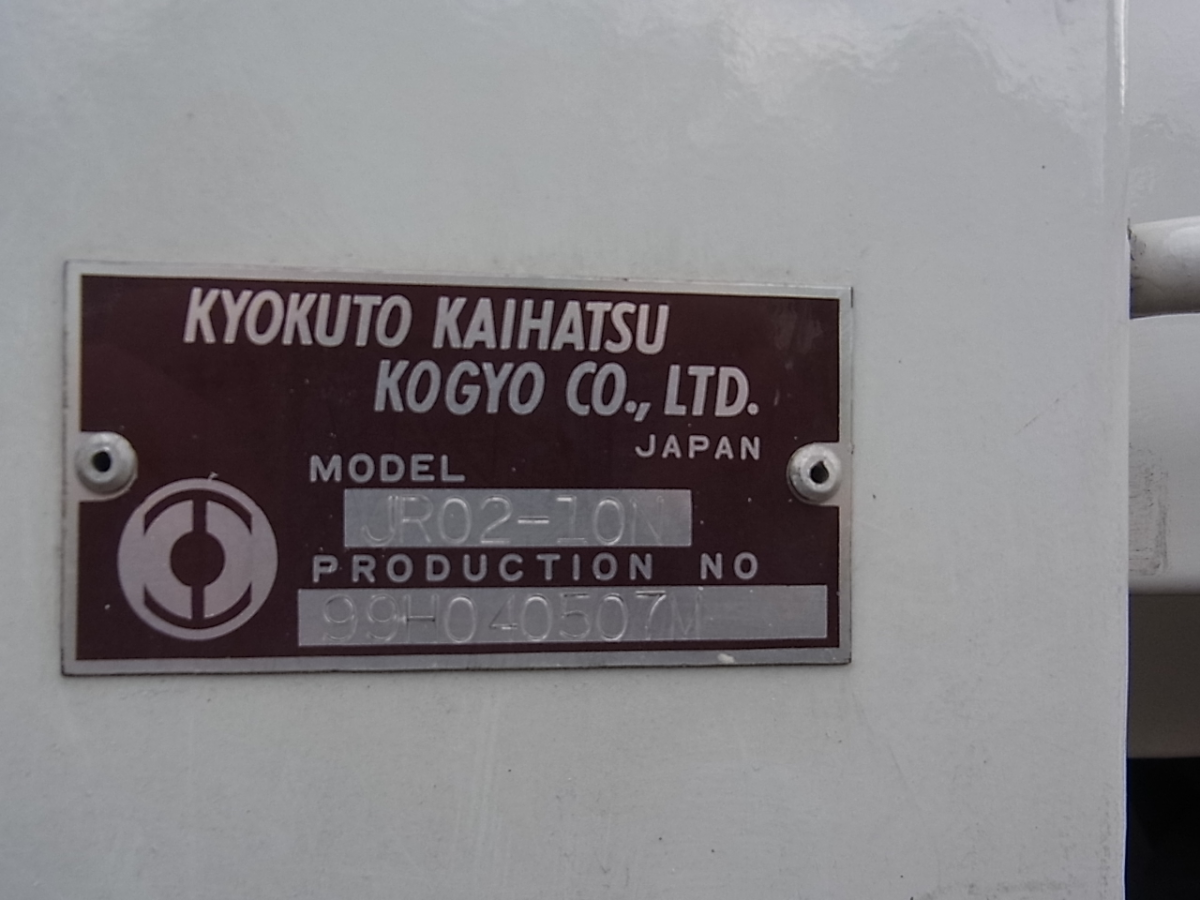 KYOKUTO KAIHATSU
KOGYO CO., LTD.
JAPAN
MODEL
JR02-10N
PRODUCTION NO
99H040507M